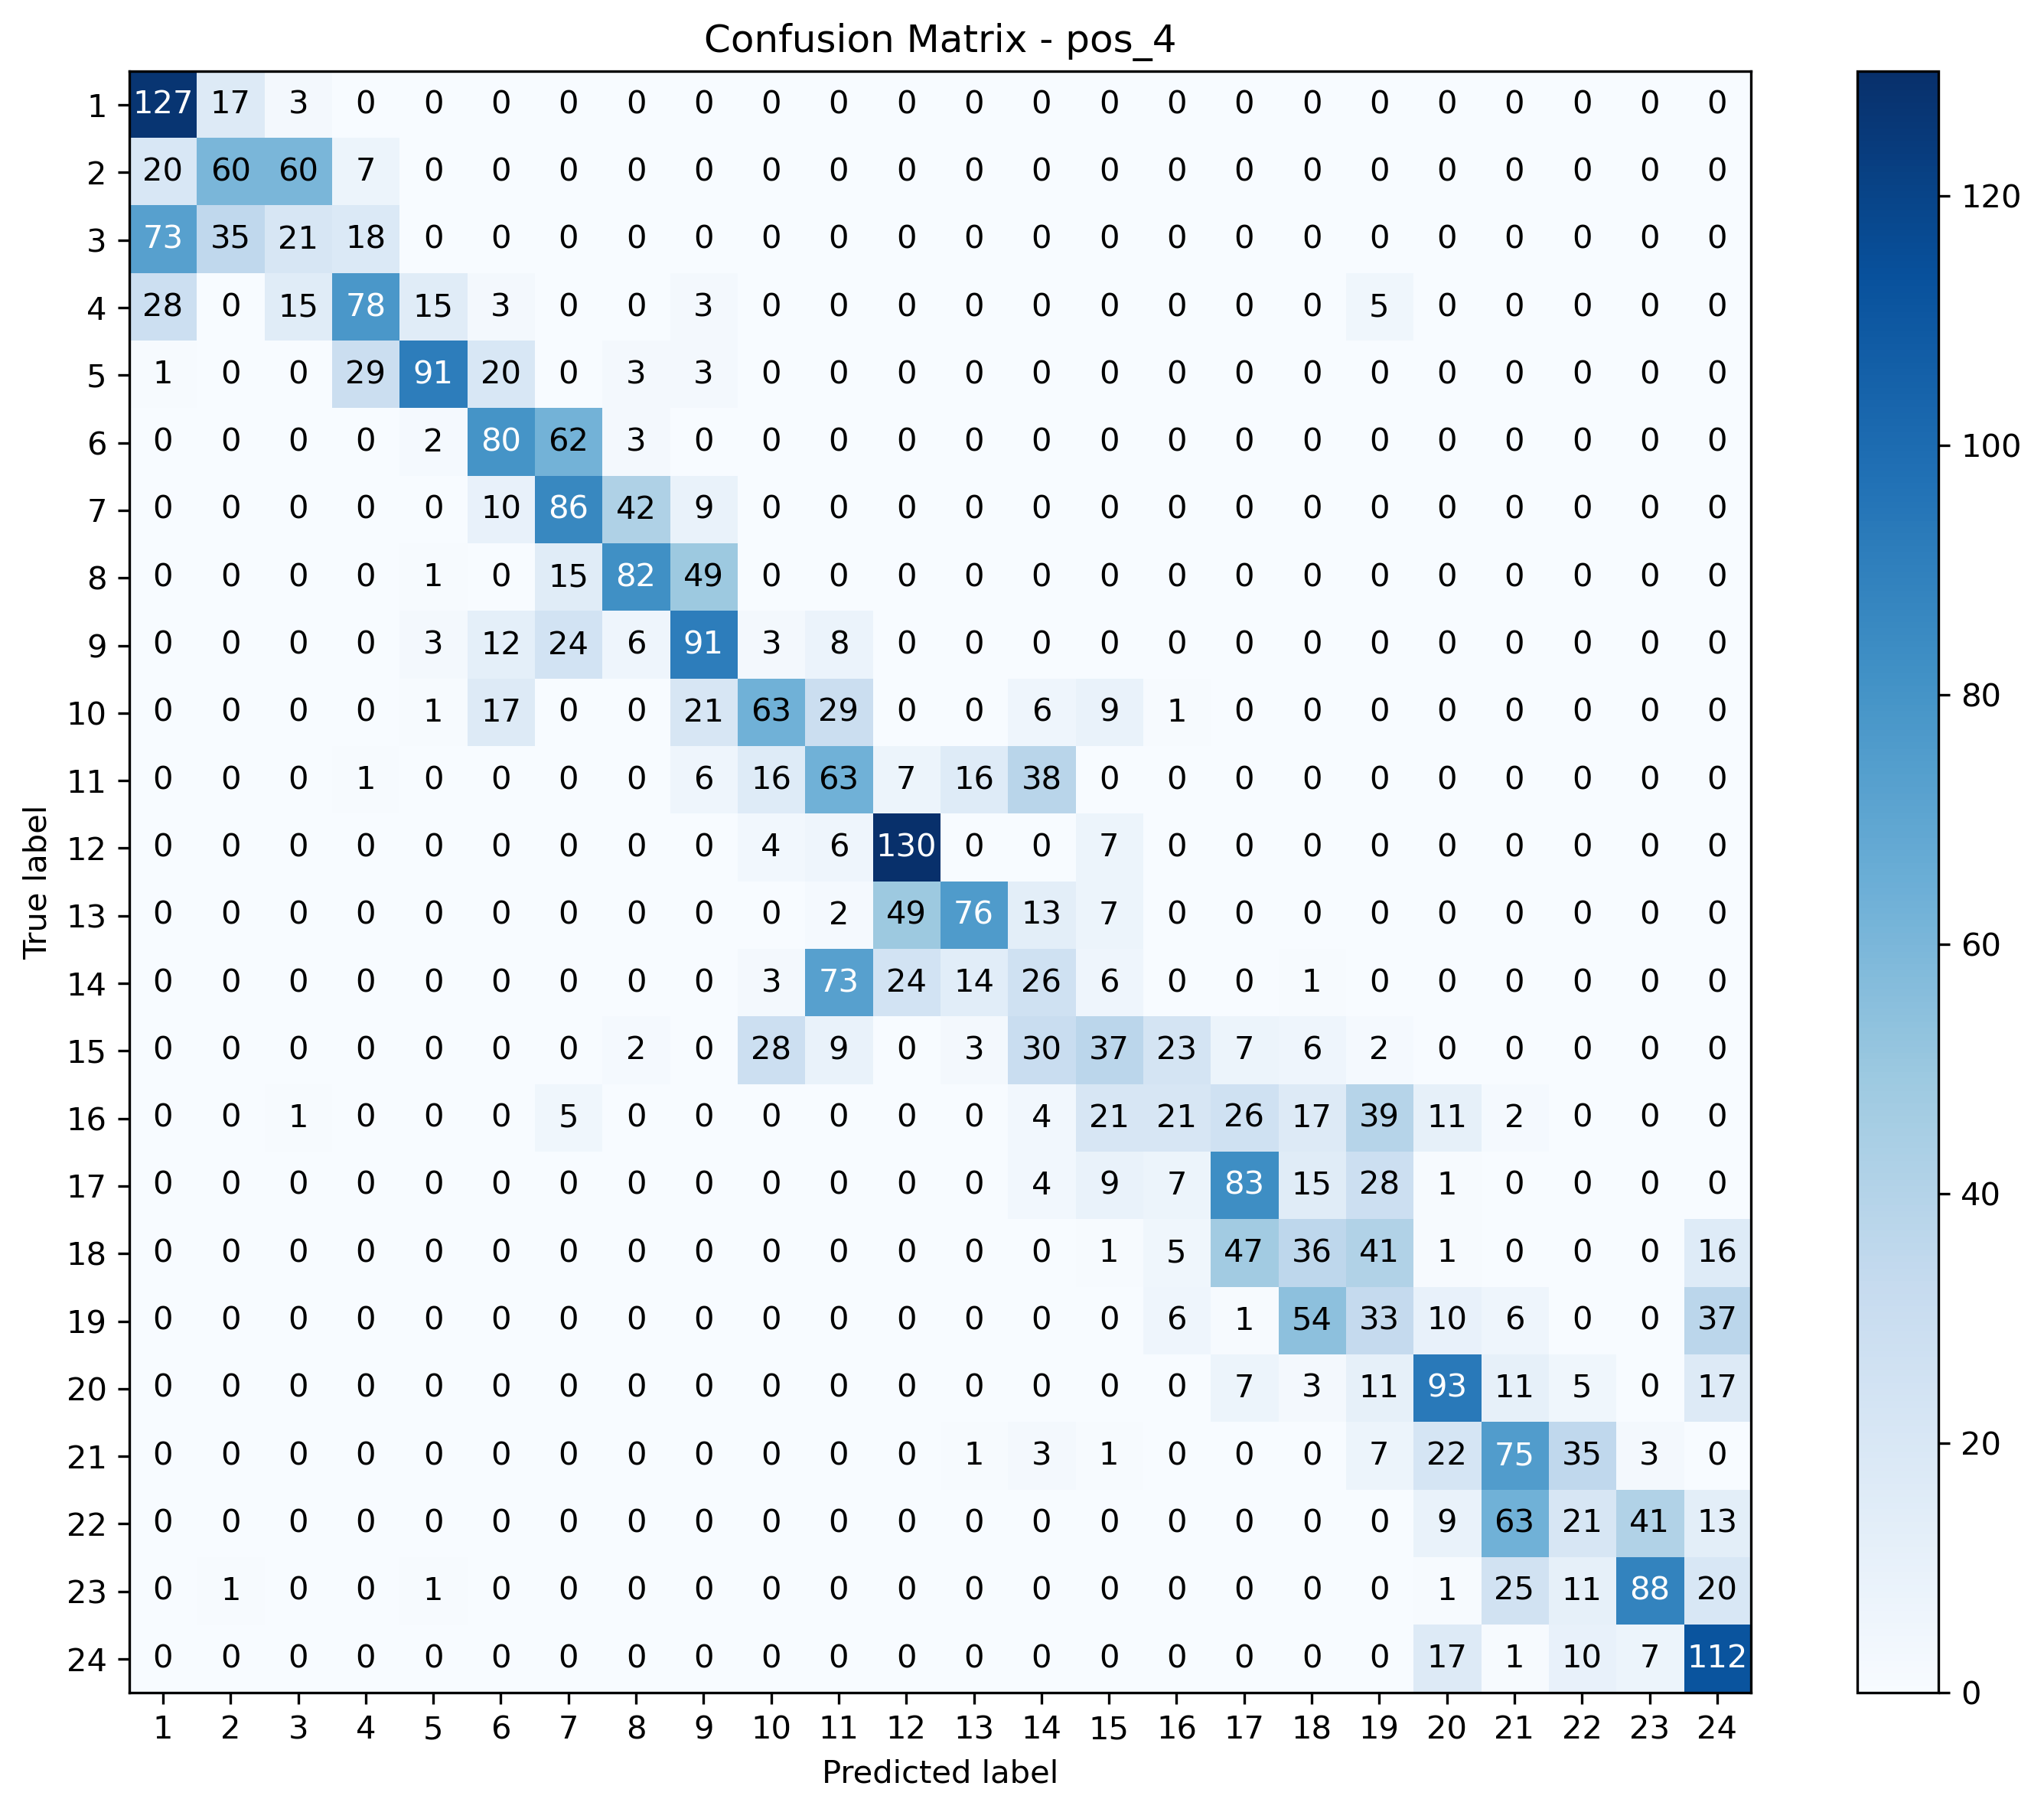 Confusion Matrix - pos_4
1 127 17 3 0 0 0 0 0 0 0 0 0 0 0 0 0 0 0 0 0 0 0 0 0
2 20 60 60 7 0 0 0 0 0 0 0 0 0 0 0 0 0 0 0 0 0 0 0 0
3 73 35 21 18 0 0 0 0 0 0 0 0 0 0 0 0 0 0 0 0 0 0 0 0
4 28 0 15 78 15 3 0 0 3 0 0 0 0 0 0 0 0 0 5 0 0 0 0 0
5 1 0 0 29 91 20 0 3 3 0 0 0 0 0 0 0 0 0 0 0 0 0 0 0
6 0 0 0 0 2 80 62 3 0 0 0 0 0 0 0 0 0 0 0 0 0 0 0 0
7 0 0 0 0 0 10 86 42 9 0 0 0 0 0 0 0 0 0 0 0 0 0 0 0
8 0 0 0 0 1 0 15 82 49 0 0 0 0 0 0 0 0 0 0 0 0 0 0 0
9 0 0 0 0 3 12 24 6 91 3 8 0 0 0 0 0 0 0 0 0 0 0 0 0
10 0 0 0 0 1 17 0 0 21 63 29 0 0 6 9 1 0 0 0 0 0 0 0 0
11 0 0 0 1 0 0 0 0 6 16 63 7 16 38 0 0 0 0 0 0 0 0 0 0
12 0 0 0 0 0 0 0 0 0 4 6 130 0 0 7 0 0 0 0 0 0 0 0 0
13 0 0 0 0 0 0 0 0 0 0 2 49 76 13 7 0 0 0 0 0 0 0 0 0
14 0 0 0 0 0 0 0 0 0 3 73 24 14 26 6 0 0 1 0 0 0 0 0 0
15 0 0 0 0 0 0 0 2 0 28 9 0 3 30 37 23 7 6 2 0 0 0 0 0
16 0 0 1 0 0 0 5 0 0 0 0 0 0 4 21 21 26 17 39 11 2 0 0 0
17 0 0 0 0 0 0 0 0 0 0 0 0 0 4 9 7 83 15 28 1 0 0 0 0
18 0 0 0 0 0 0 0 0 0 0 0 0 0 0 1 5 47 36 41 1 0 0 0 16
19 0 0 0 0 0 0 0 0 0 0 0 0 0 0 0 6 1 54 33 10 6 0 0 37
20 0 0 0 0 0 0 0 0 0 0 0 0 0 0 0 0 7 3 11 93 11 5 0 17
21 0 0 0 0 0 0 0 0 0 0 0 0 1 3 1 0 0 0 7 22 75 35 3 0
22 0 0 0 0 0 0 0 0 0 0 0 0 0 0 0 0 0 0 0 9 63 21 41 13
23 0 1 0 0 1 0 0 0 0 0 0 0 0 0 0 0 0 0 0 1 25 11 88 20
24 0 0 0 0 0 0 0 0 0 0 0 0 0 0 0 0 0 0 0 17 1 10 7 112
1 2 3 4 5 6 7 8 9 10 11 12 13 14 15 16 17 18 19 20 21 22 23 24
Predicted label
True label
120
100
80
60
40
20
0